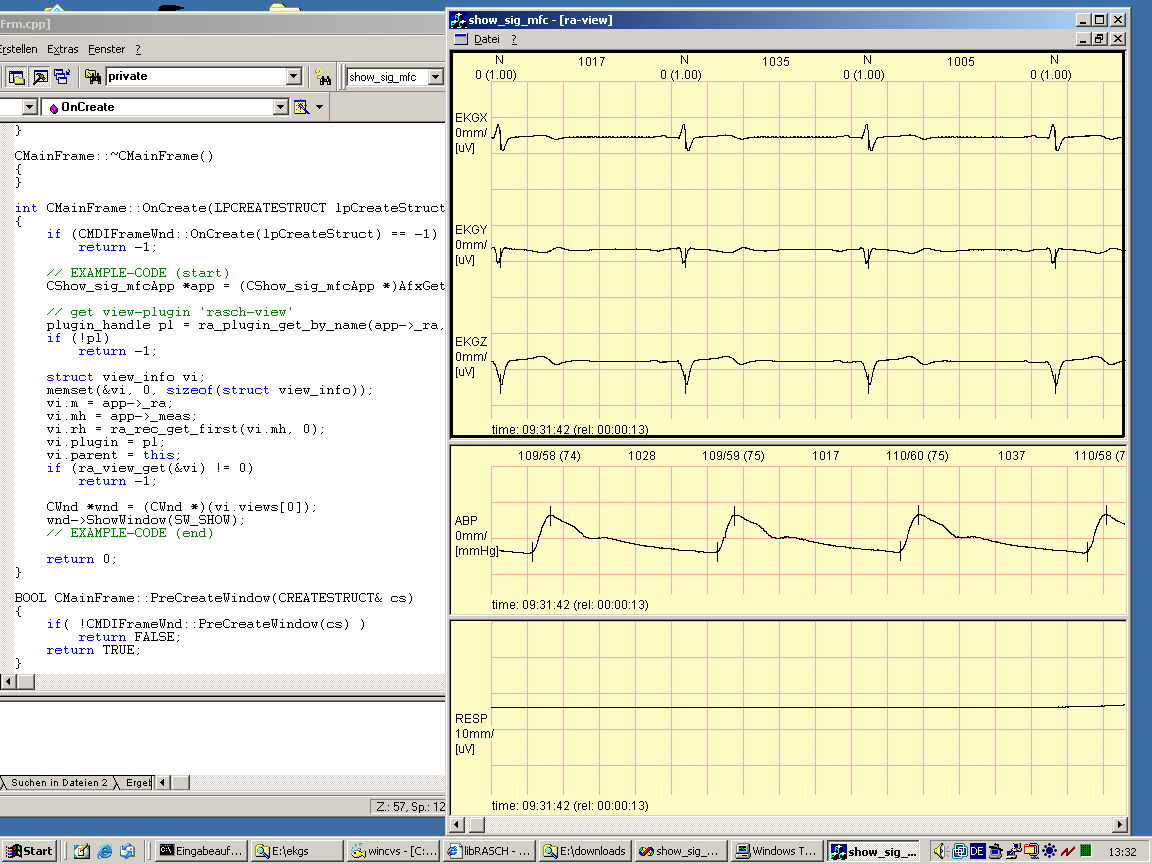 Frm.cpp]
Erstellen Extras Fenster ?
private
show_sig_mfc
OnCreate
}
CMainFrame::~CMainFrame()
{
}
int CMainFrame::OnCreate(LPCREATESTRUCT lpCreateStruct
{
if (CMDIFrameWnd::OnCreate(lpCreateStruct) == -1)
return -1;
// EXAMPLE-CODE (start)
CShow_sig_mfcApp *app = (CShow_sig_mfcApp *)AfxGet
// get view-plugin 'rasch-view'
plugin_handle pl = ra_plugin_get_by_name(app->_ra,
if (!pl)
return -1;
struct view_info vi;
memset(&vi, 0, sizeof(struct view_info));
vi.m = app->_ra;
vi.mh = app->_meas;
vi.rh = ra_rec_get_first(vi.mh, 0);
vi.plugin = pl;
vi.parent = this;
if (ra_view_get(&vi) != 0)
return -1;
CWnd *wnd = (CWnd *)(vi.views[0]);
wnd->ShowWindow(SW_SHOW);
// EXAMPLE-CODE (end)
return 0;
}
BOOL CMainFrame::PreCreateWindow(CREATESTRUCT& cs)
{
if( !CMDIFrameWnd::PreCreateWindow(cs) )
return FALSE;
return TRUE;
}
Suchen in Dateien 2 Ergeb
Z.: 57, Sp.: 12
show_sig_mfc - [ra-view]
Datei ?
N 1017 N 1035 N 1005 N
0 (1.00) 0 (1.00) 0 (1.00) 0 (1.00)
EKGX
0mm/
[uV]
EKGY
0mm/
[uV]
EKGZ
0mm/
[uV]
time: 09:31:42 (rel: 00:00:13)
109/58 (74) 1028 109/59 (75) 1017 110/60 (75) 1037 110/58 (7
ABP
0mm/
[mmHg]
time: 09:31:42 (rel: 00:00:13)
RESP
10mm/
[uV]
time: 09:31:42 (rel: 00:00:13)
Start Eingabeauf... E:\ekgs wincvs - [C:... libRASCH - ... E:\downloads show_sig_... Windows T... show_sig_... DE 13:32